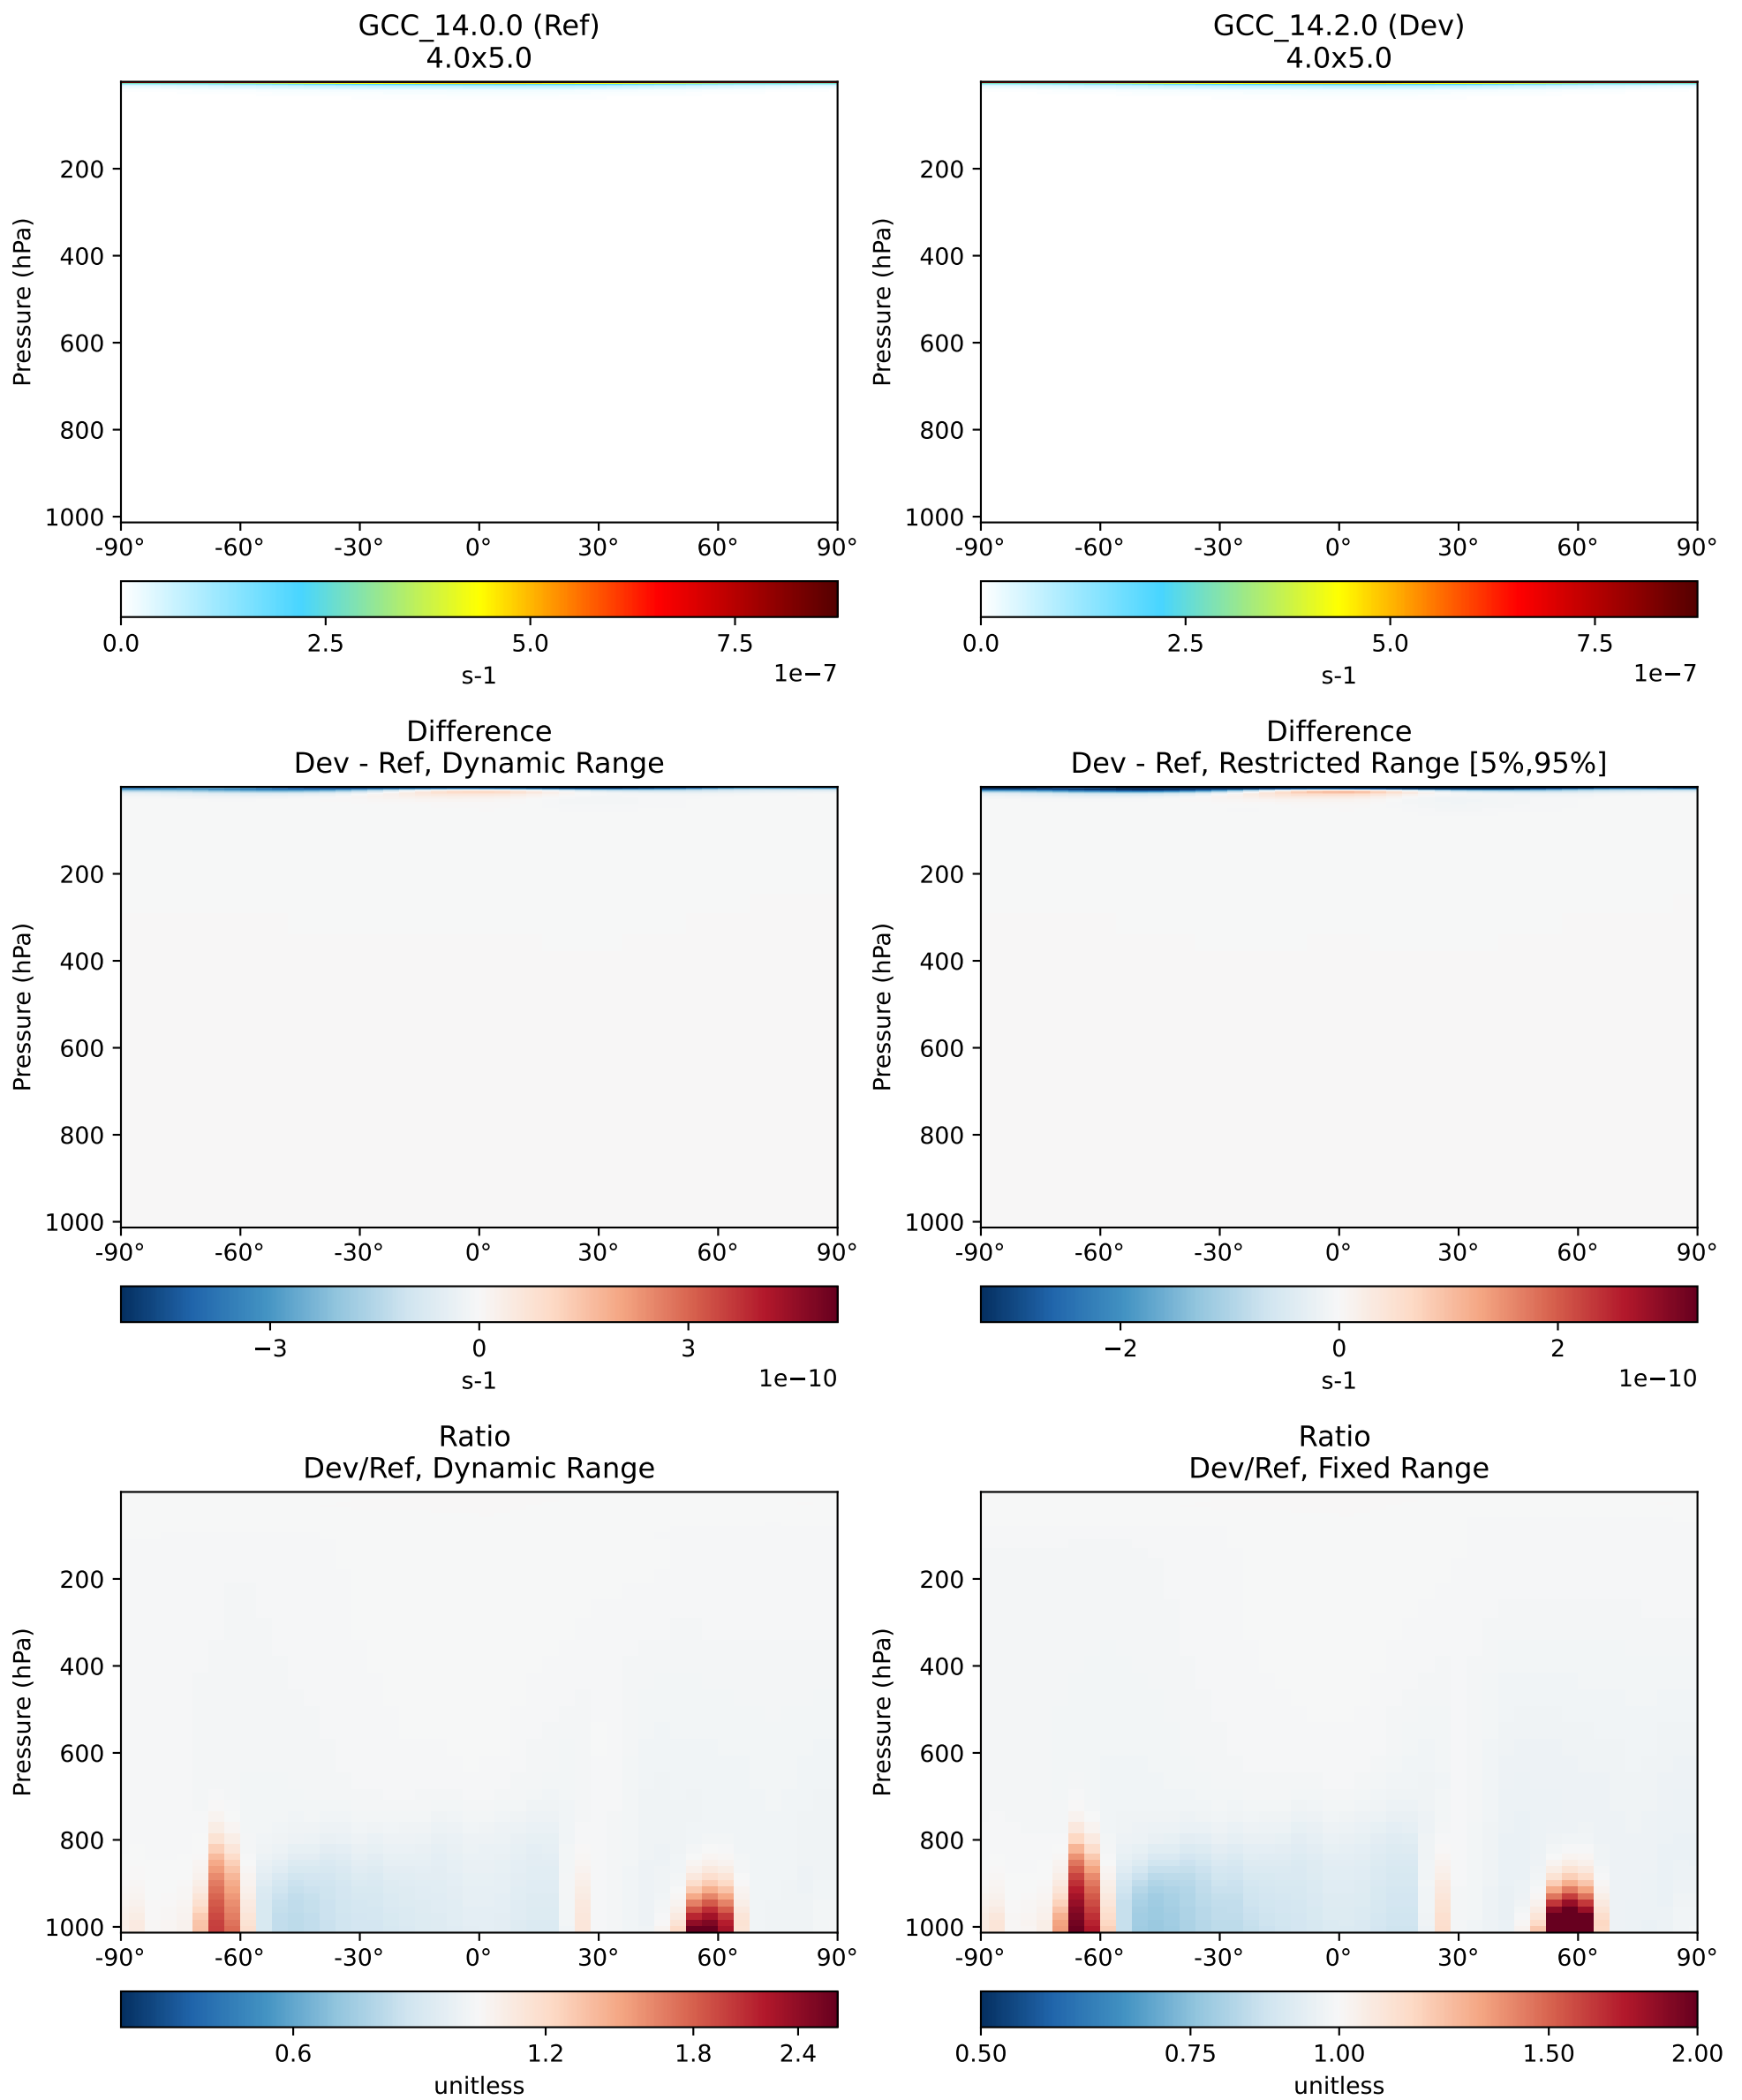 GCC_14.0.0 (Ref)
4.0x5.0
GCC_14.2.0 (Dev)
4.0x5.0
Pressure (hPa)
200
400
600
800
1000
-90° -60° -30° 0° 30° 60° 90°
0.0 2.5 5.0 7.5
s-1
1e−7
Pressure (hPa)
200
400
600
800
1000
-90° -60° -30° 0° 30° 60° 90°
0.0 2.5 5.0 7.5
s-1
1e−7
Difference
Dev - Ref, Dynamic Range
Pressure (hPa)
200
400
600
800
1000
-90° -60° -30° 0° 30° 60° 90°
−3 0 3
s-1
1e−10
Difference
Dev - Ref, Restricted Range [5%,95%]
Pressure (hPa)
200
400
600
800
1000
-90° -60° -30° 0° 30° 60° 90°
−2 0 2
s-1
1e−10
Ratio
Dev/Ref, Dynamic Range
Pressure (hPa)
200
400
600
800
1000
-90° -60° -30° 0° 30° 60° 90°
0.6 1.2 1.8 2.4
unitless
Ratio
Dev/Ref, Fixed Range
Pressure (hPa)
200
400
600
800
1000
-90° -60° -30° 0° 30° 60° 90°
0.50 0.75 1.00 1.50 2.00
unitless